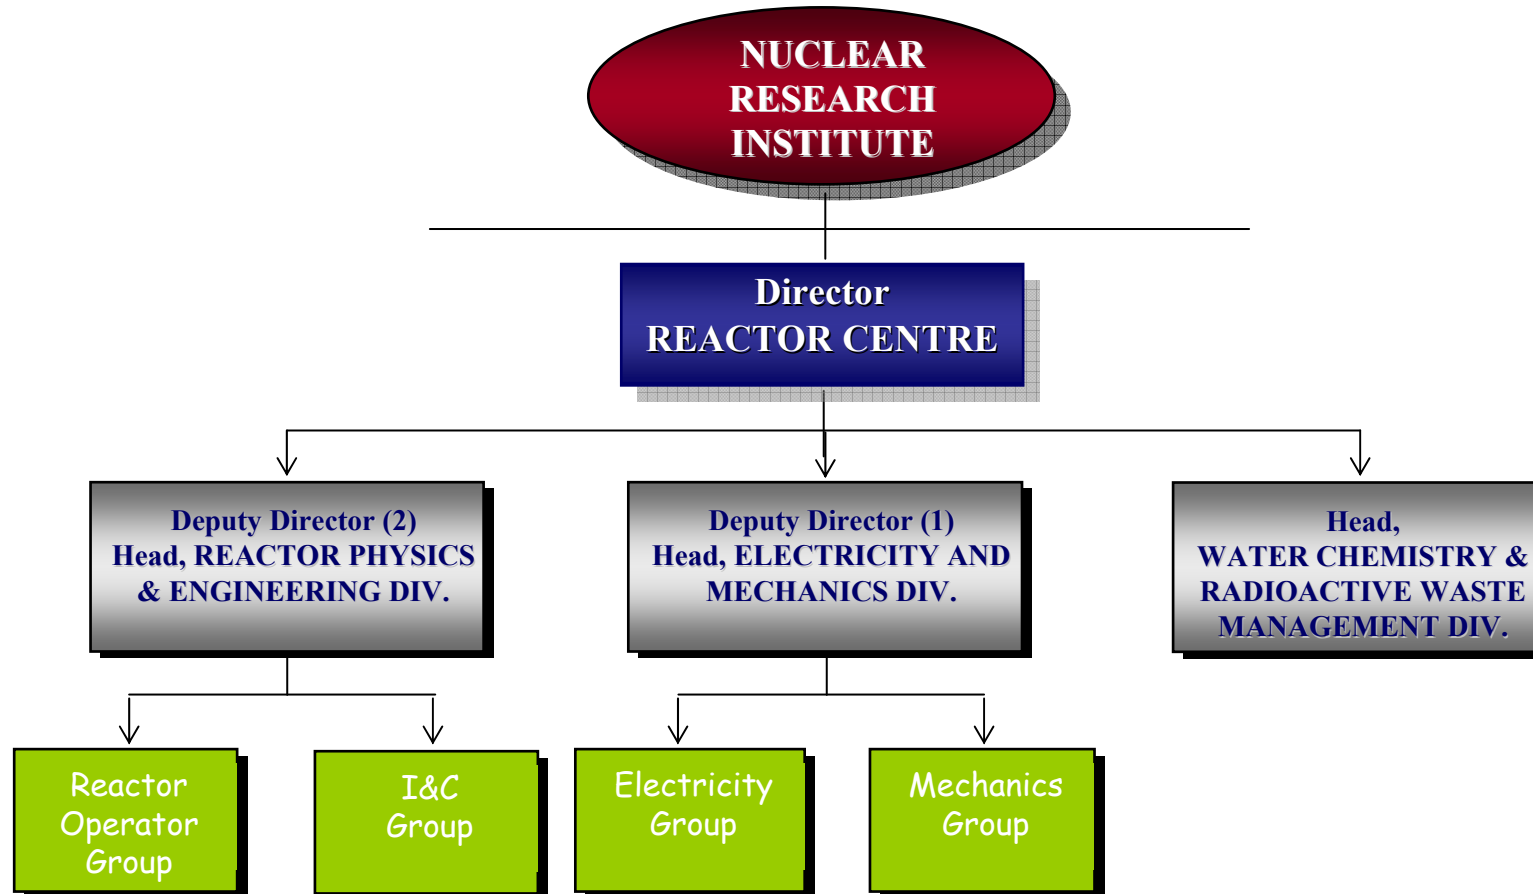 NUCLEAR
RESEARCH
INSTITUTE
Director
REACTOR CENTRE
Deputy Director (2)
Head, REACTOR PHYSICS
& ENGINEERING DIV.
Deputy Director (1)
Head, ELECTRICITY AND
MECHANICS DIV.
Head,
WATER CHEMISTRY &
RADIOACTIVE WASTE
MANAGEMENT DIV.
Reactor
Operator
Group
I&C
Group
Electricity
Group
Mechanics
Group